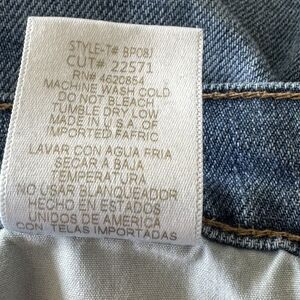 STYLE-T# BP08J
CUT# 22571
RN# 4620854
MACHINE WASH COLD
DO NOT BLEACH
TUMBLE DRY LOW
MADE IN U.S.A. OF
IMPORTED FABRIC
LAVAR CON AGUA FRIA
SECAR A BAJA
TEMPERATURA
NO USAR BLANQUEADOR
HECHO EN ESTADOS
UNIDOS DE AMERICA
CON TELAS IMPORTADAS